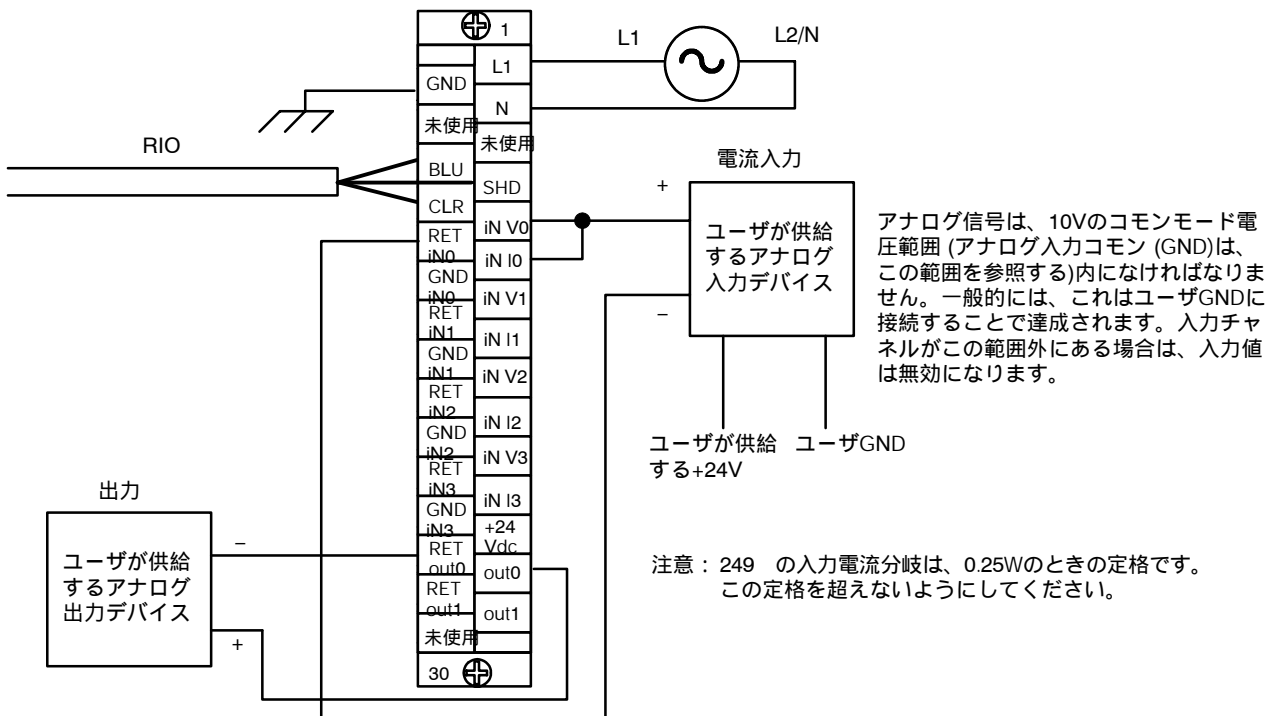 1
L1
L2/N
L1
GND
N
未使用
未使用
RIO
BLU
SHD
CLR
iN V0
RET
iN0
iN I0
GND
iN0
iN V1
RET
iN1
iN I1
GND
iN1
iN V2
RET
iN2
iN I2
GND
iN2
iN V3
RET
iN3
iN I3
GND
iN3
+24
Vdc
RET
out0
out0
RET
out1
out1
未使用
30
電流入力
+
−
ユーザが供給
するアナログ
入力デバイス
ユーザが供給
する+24V
ユーザGND
アナログ信号は、10Vのコモンモード電
圧範囲 (アナログ入力コモン (GND)は、
この範囲を参照する)内になければなりま
せん。一般的には、これはユーザGNDに
接続することで達成されます。入力チャ
ネルがこの範囲外にある場合は、入力値
は無効になります。
出力
ユーザが供給
するアナログ
出力デバイス
−
+
注意： 249 の入力電流分岐は、0.25Wのときの定格です。
この定格を超えないようにしてください。